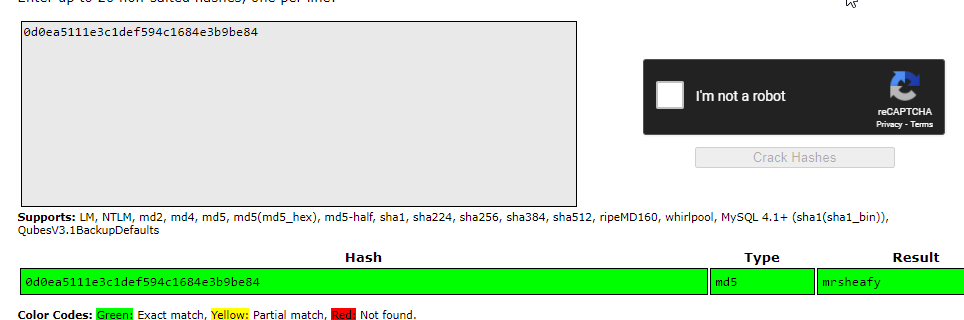 0d0ea5111e3c1def594c1684e3b9be84
I'm not a robot
reCAPTCHA
Privacy - Terms
Crack Hashes
Supports: LM, NTLM, md2, md4, md5, md5(md5_hex), md5-half, sha1, sha224, sha256, sha384, sha512, ripeMD160, whirlpool, MySQL 4.1+ (sha1(sha1_bin)),
QubesV3.1BackupDefaults
Hash Type Result
0d0ea5111e3c1def594c1684e3b9be84 md5 mrsheafy
Color Codes: Green: Exact match, Yellow: Partial match, Red: Not found.